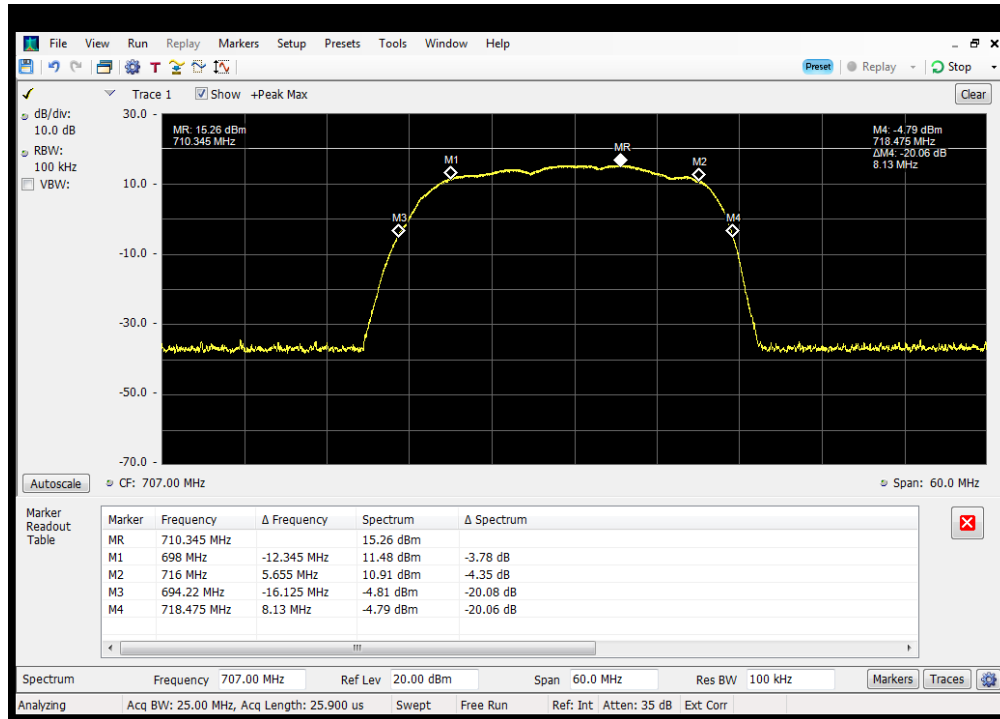 File View Run Replay Markers Setup Presets Tools Window Help
T Preset Replay Stop
Trace 1 Show +Peak Max Clear
dB/div:
10.0 dB
RBW:
100 kHz
VBW:
30.0
10.0
-10.0
-30.0
-50.0
-70.0
MR: 15.26 dBm
710.345 MHz
M4: -4.79 dBm
718.475 MHz
ΔM4: -20.06 dB
8.13 MHz
MR
M1
M2
M3
M4
Autoscale CF: 707.00 MHz Span: 60.0 MHz
Marker
Readout
Table
Marker Frequency Δ Frequency Spectrum Δ Spectrum
MR 710.345 MHz 15.26 dBm
M1 698 MHz -12.345 MHz 11.48 dBm -3.78 dB
M2 716 MHz 5.655 MHz 10.91 dBm -4.35 dB
M3 694.22 MHz -16.125 MHz -4.81 dBm -20.08 dB
M4 718.475 MHz 8.13 MHz -4.79 dBm -20.06 dB
Spectrum Frequency 707.00 MHz Ref Lev 20.00 dBm Span 60.0 MHz Res BW 100 kHz Markers Traces
Analyzing Acq BW: 25.00 MHz, Acq Length: 25.900 us Swept Free Run Ref: Int Atten: 35 dB Ext Corr